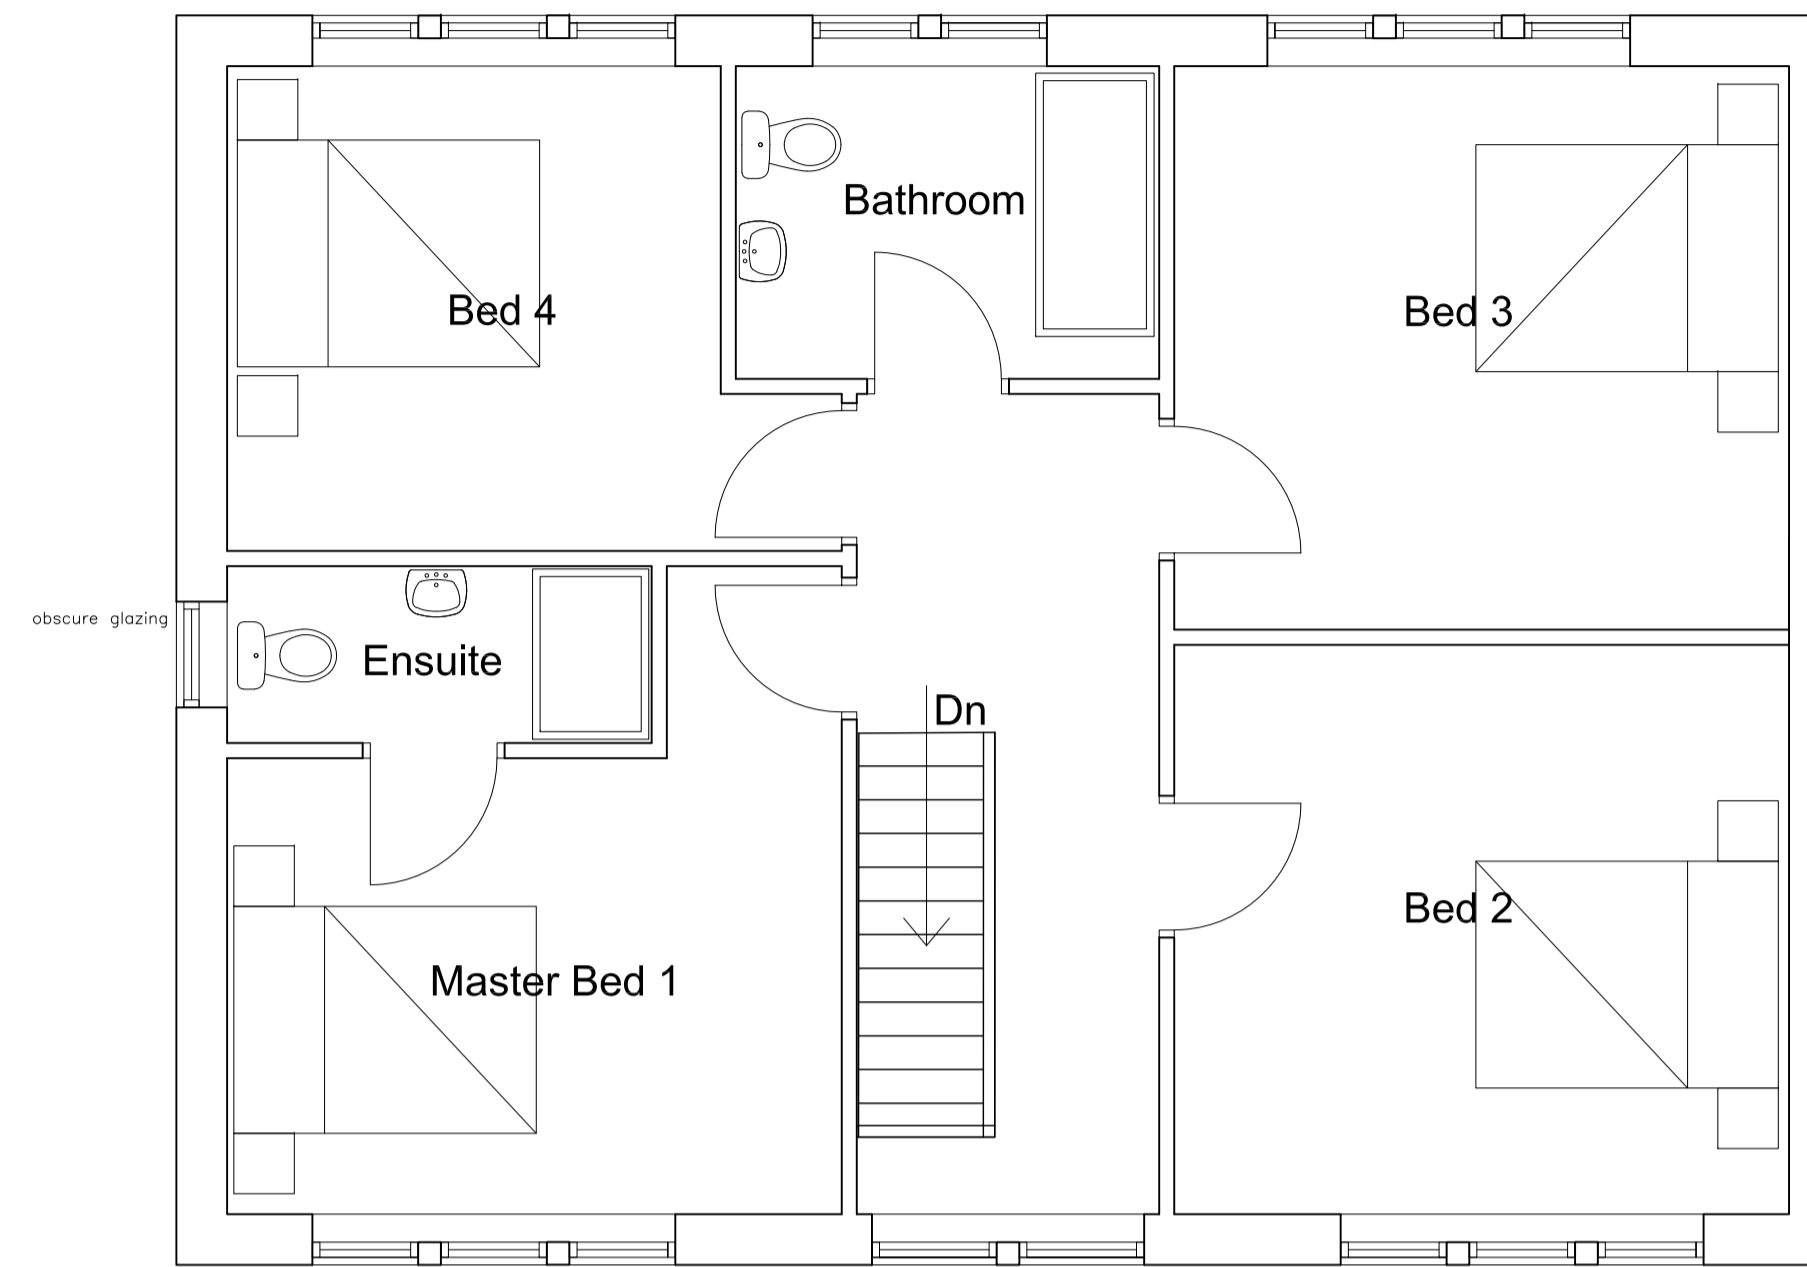 Bathroom
Bed 4
Bed 3
obscure glazing
Ensuite
Dn
Bed 2
Master Bed 1